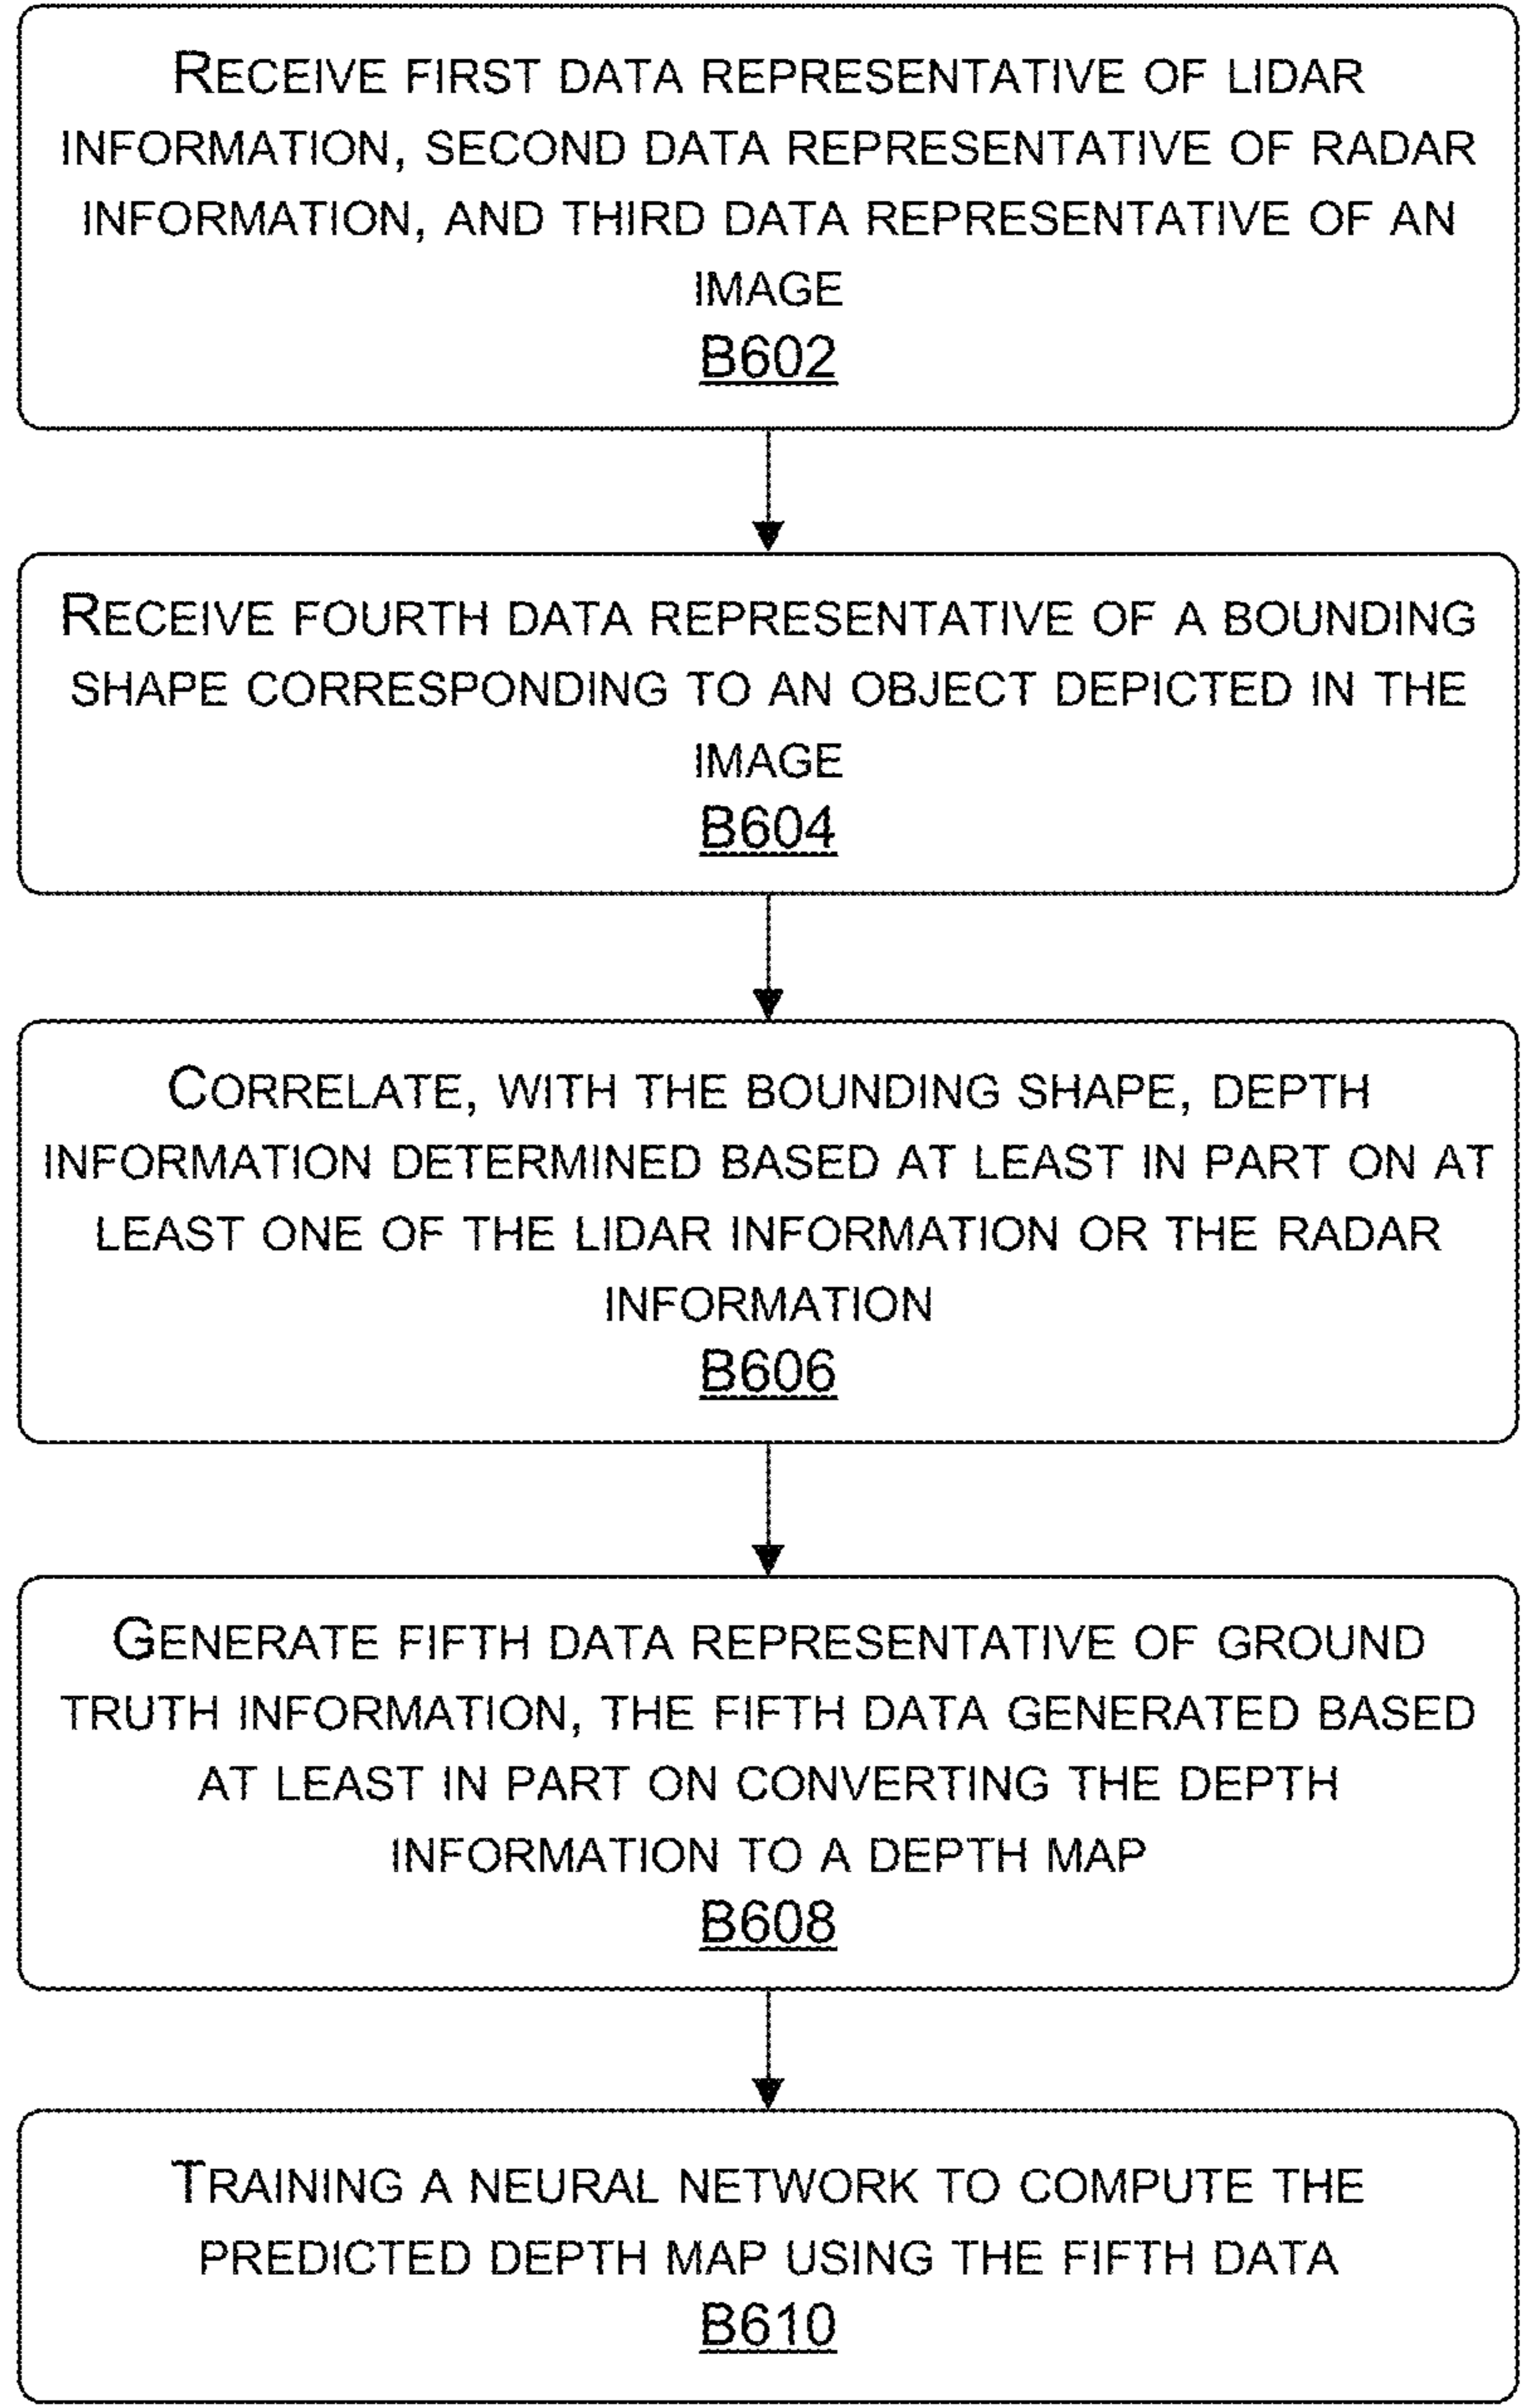 RECEIVE FIRST DATA REPRESENTATIVE OF LIDAR
INFORMATION, SECOND DATA REPRESENTATIVE OF RADAR
INFORMATION, AND THIRD DATA REPRESENTATIVE OF AN
IMAGE
B602
RECEIVE FOURTH DATA REPRESENTATIVE OF A BOUNDING
SHAPE CORRESPONDING TO AN OBJECT DEPICTED IN THE
IMAGE
B604
CORRELATE, WITH THE BOUNDING SHAPE, DEPTH
INFORMATION DETERMINED BASED AT LEAST IN PART ON AT
LEAST ONE OF THE LIDAR INFORMATION OR THE RADAR
INFORMATION
B606
GENERATE FIFTH DATA REPRESENTATIVE OF GROUND
TRUTH INFORMATION, THE FIFTH DATA GENERATED BASED
AT LEAST IN PART ON CONVERTING THE DEPTH
INFORMATION TO A DEPTH MAP
B608
TRAINING A NEURAL NETWORK TO COMPUTE THE
PREDICTED DEPTH MAP USING THE FIFTH DATA
B610